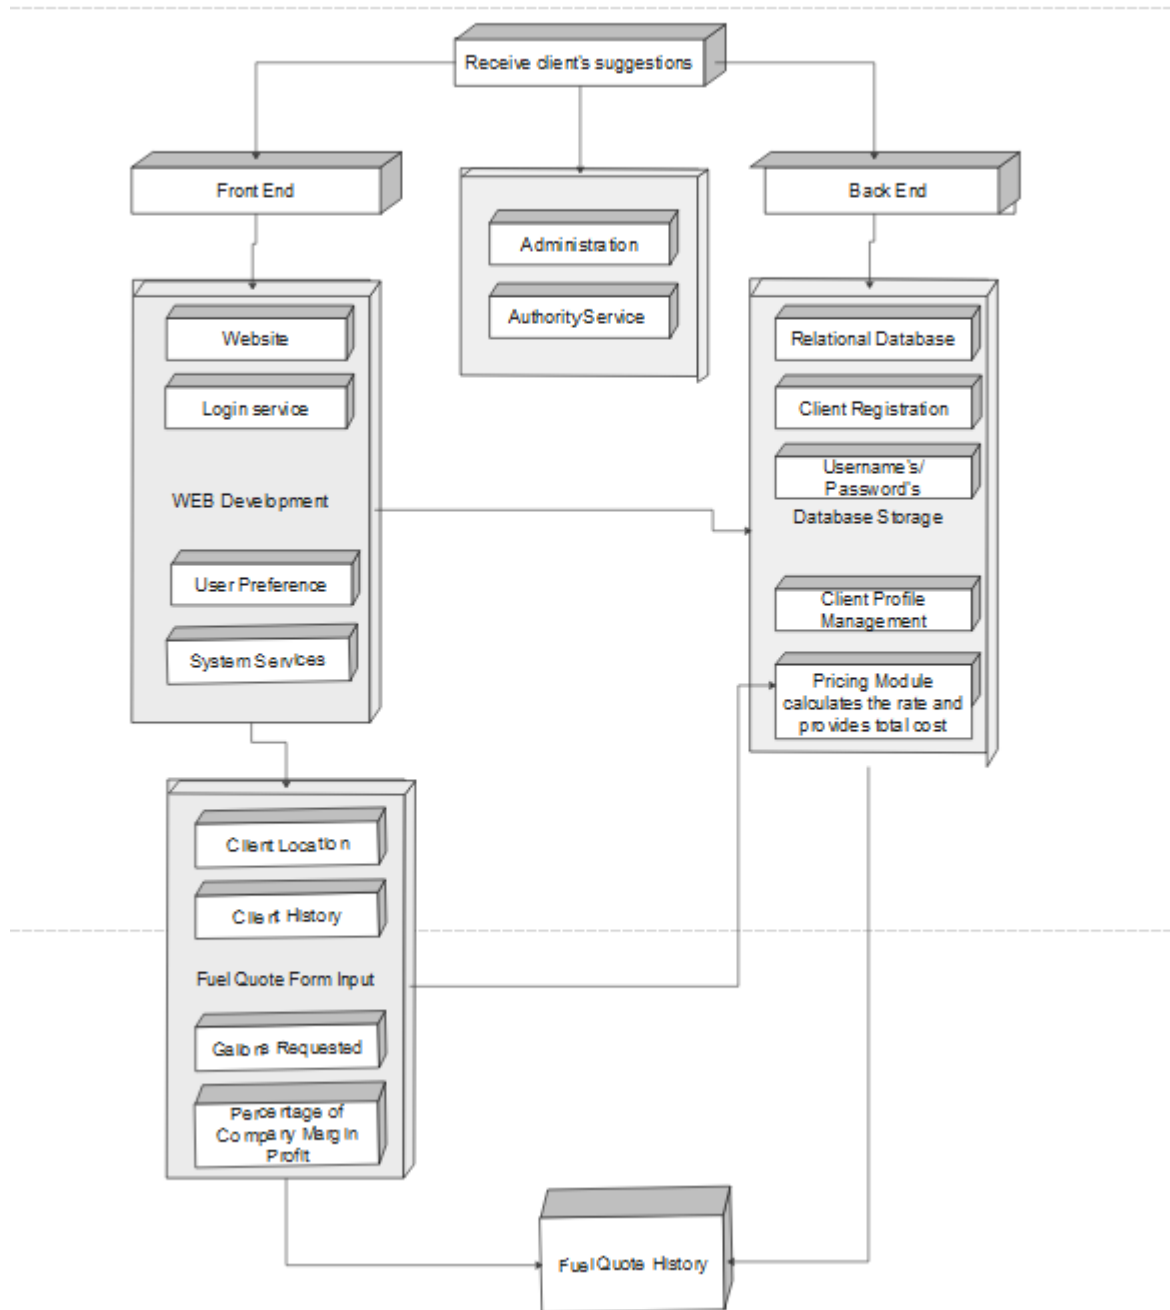 Receive client's suggestions
Front End
Administration
Authority Service
Back End
Website
Login service
WEB Development
User Preference
System Services
Relational Database
Client Registration
Username's/
Password's
Database Storage
Client Profile
Management
Pricing Module
calculates the rate and
provides total cost
Client Location
Client History
Fuel Quote Form Input
Gallons Requested
Percentage of
Company Margin
Profit
Fuel Quote History